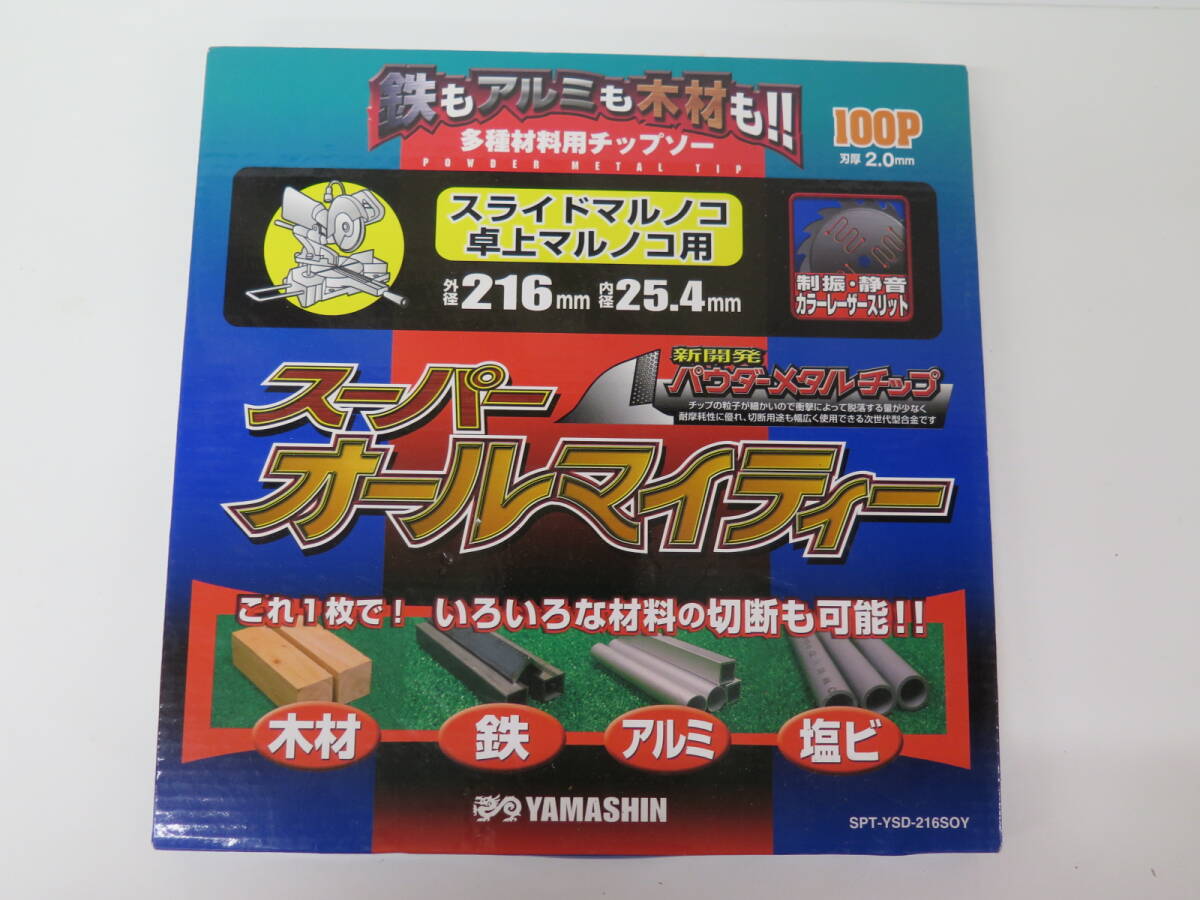 鉄もアルミも木材も!!
多種材料用チップソー
POWDER METAL TIP
100P
刃厚 2.0mm
スライドマルノコ
卓上マルノコ用
外径216mm 内径25.4mm
制振・静音
カラーレーザースリット
新開発
パウダーメタルチップ
チップの粒子が細かいので衝撃によって脱落する量が少なく
耐摩耗性に優れ、切断用途も幅広く使用できる次世代型合金です
スーパー
オールマイティー
これ1枚で! いろいろな材料の切断も可能!!
木材 鉄 アルミ 塩ビ
YAMASHIN
SPT-YSD-216SOY